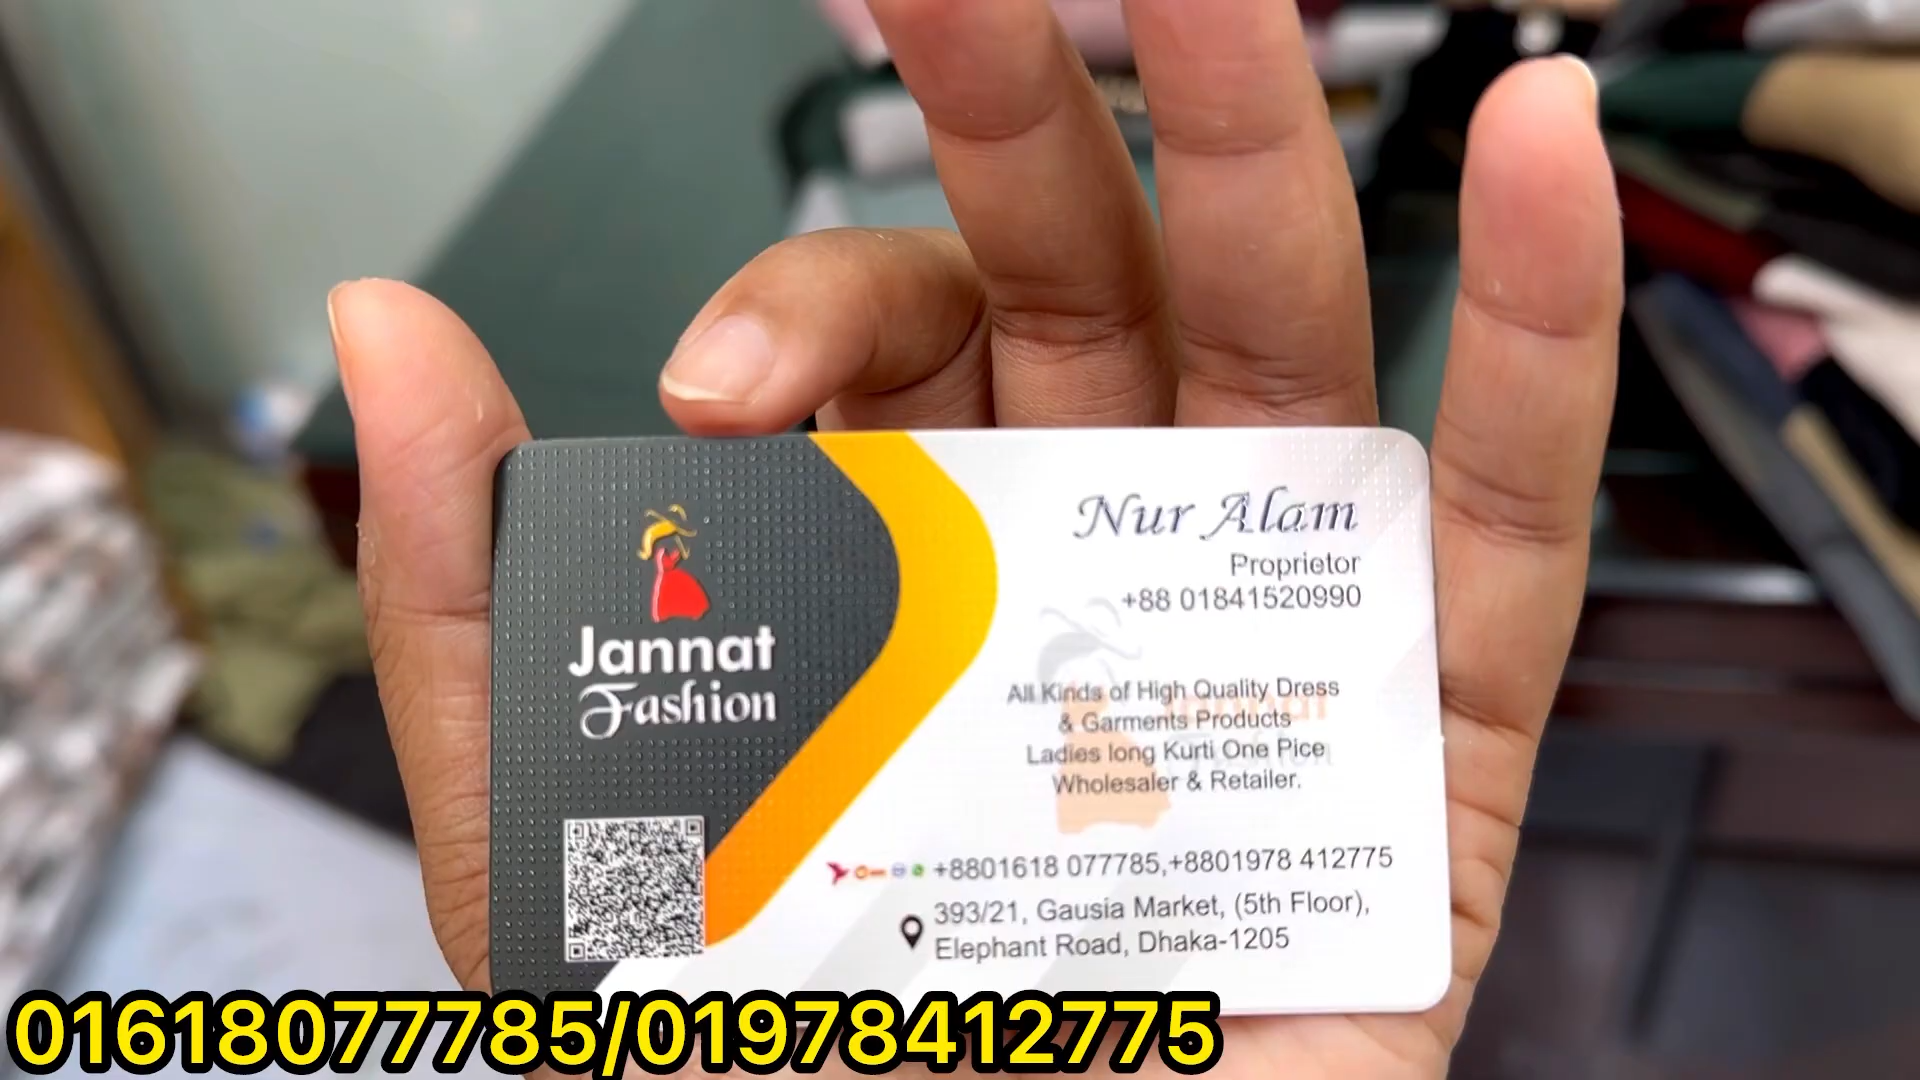 Jannat
Fashion
Nur Alam
Proprietor
+88 01841520990
All Kinds of High Quality Dress
& Garments Products
Ladies long Kurti One Pice
Wholesaler & Retailer.
+8801618 077785,+8801978 412775
393/21, Gausia Market, (5th Floor),
Elephant Road, Dhaka-1205
01618077785/01978412775